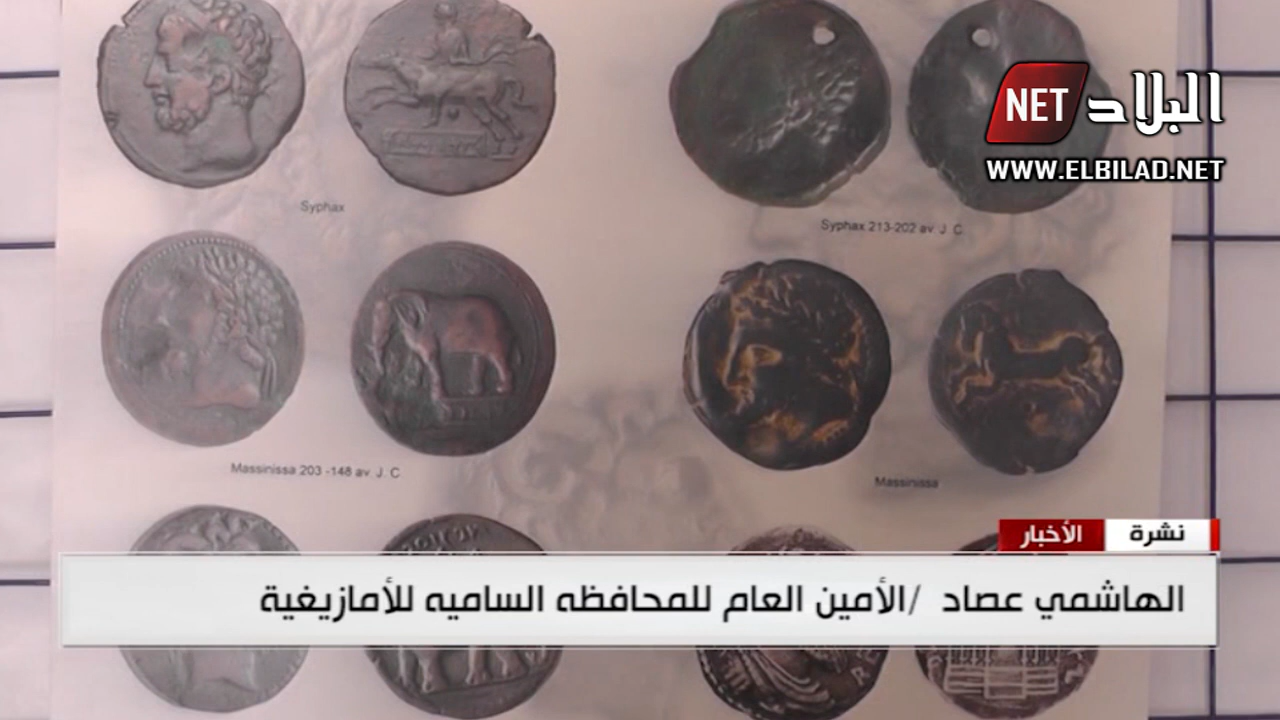 البلاد NET
WWW.ELBILAD.NET
Syphax
Syphax 213-202 av. J. C
Massinissa 203 -148 av. J. C
Massinissa
نشرة الأخبار
الهاشمي عصاد / الأمين العام للمحافظه الساميه للأمازيغية